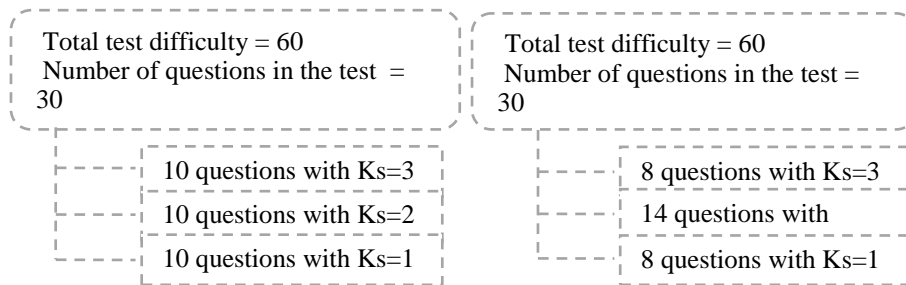 Total test difficulty = 60
Number of questions in the test =
30
10 questions with Ks=3
10 questions with Ks=2
10 questions with Ks=1
Total test difficulty = 60
Number of questions in the test =
30
8 questions with Ks=3
14 questions with
8 questions with Ks=1